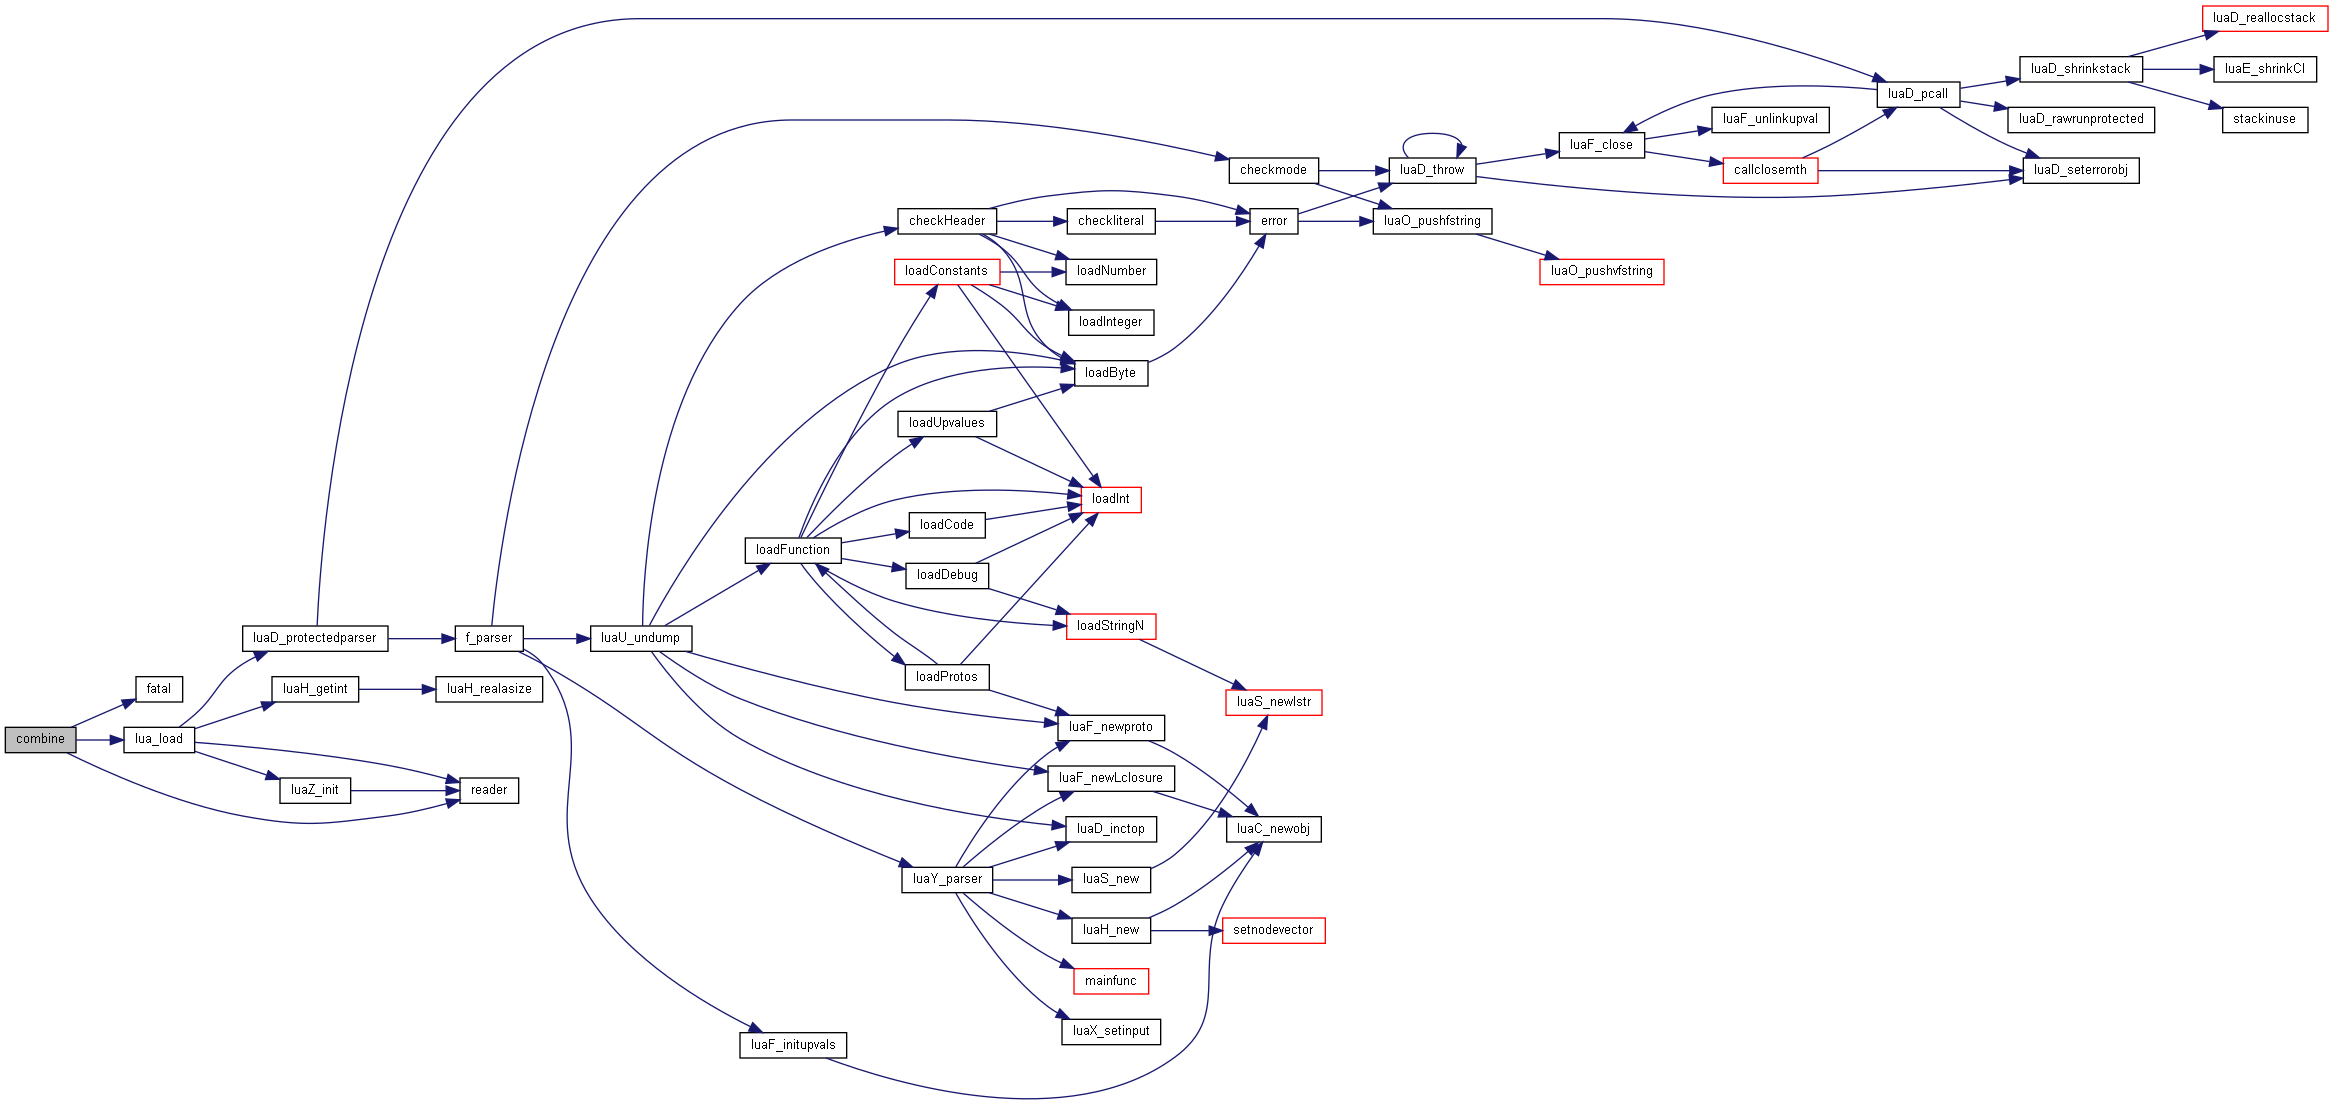 luaD_reallocstack
luaD_shrinkstack
luaE_shrinkCI
luaD_pcall
luaF_unlinkupval
luaD_rawrunprotected
stackinuse
luaF_close
checkmode
luaD_throw
callclosemth
luaD_seterrorobj
checkHeader
checkliteral
error
luaO_pushfstring
loadConstants
loadNumber
luaO_pushvfstring
loadInteger
loadByte
loadUpvalues
loadInt
loadCode
loadFunction
loadDebug
loadStringN
luaD_protectedparser
f_parser
luaU_undump
loadProtos
fatal
luaH_getint
luaH_realasize
luaS_newlstr
luaF_newproto
combine
lua_load
luaF_newLclosure
luaZ_init
reader
luaD_inctop
luaC_newobj
luaY_parser
luaS_new
luaH_new
setnodevector
mainfunc
luaX_setinput
luaF_initupvals